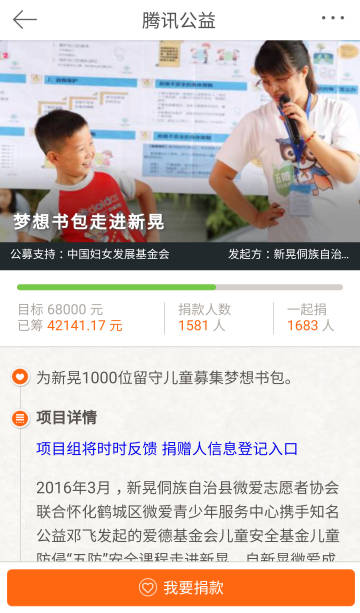 腾讯公益
梦想书包走进新晃
公募支持：中国妇女发展基金会
发起方：新晃侗族自治...
目标 68000 元
已筹 42141.17 元
捐款人数
1581 人
一起捐
1683 人
为新晃1000位留守儿童募集梦想书包。
项目详情
项目组将时时反馈 捐赠人信息登记入口
2016年3月，新晃侗族自治县微爱志愿者协会
联合怀化鹤城区微爱青少年服务中心携手知名
公益邓飞发起的爱德基金会儿童安全基金儿童
防侵“五防”安全课程走进新晃，自新晃微爱成
我要捐款